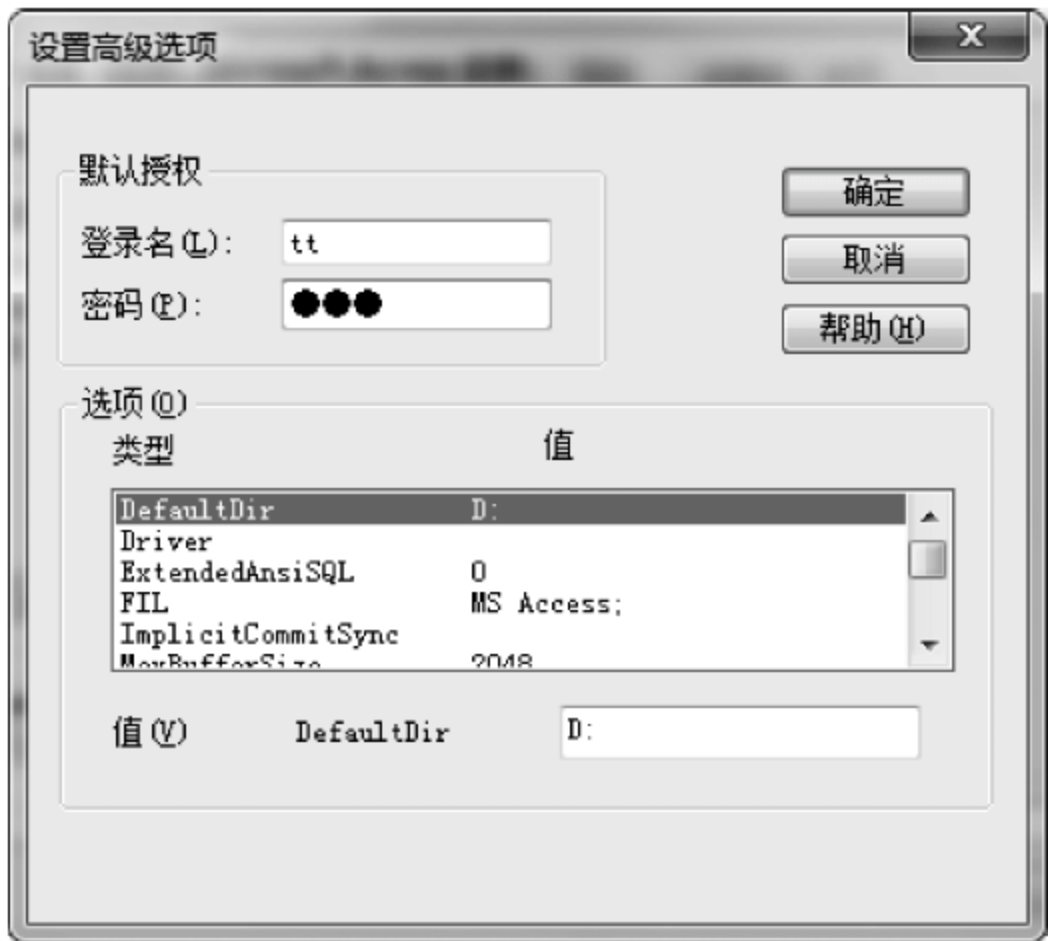 设置高级选项
默认授权
登录名(L): tt
密码(P): ●●●
确定
取消
帮助(H)
选项(O)
类型 值
DefaultDir D:
Driver
ExtendedAnsiSQL 0
FIL MS Access;
ImplicitCommitSync
MaxBufferSize 2048
值(V) DefaultDir D: